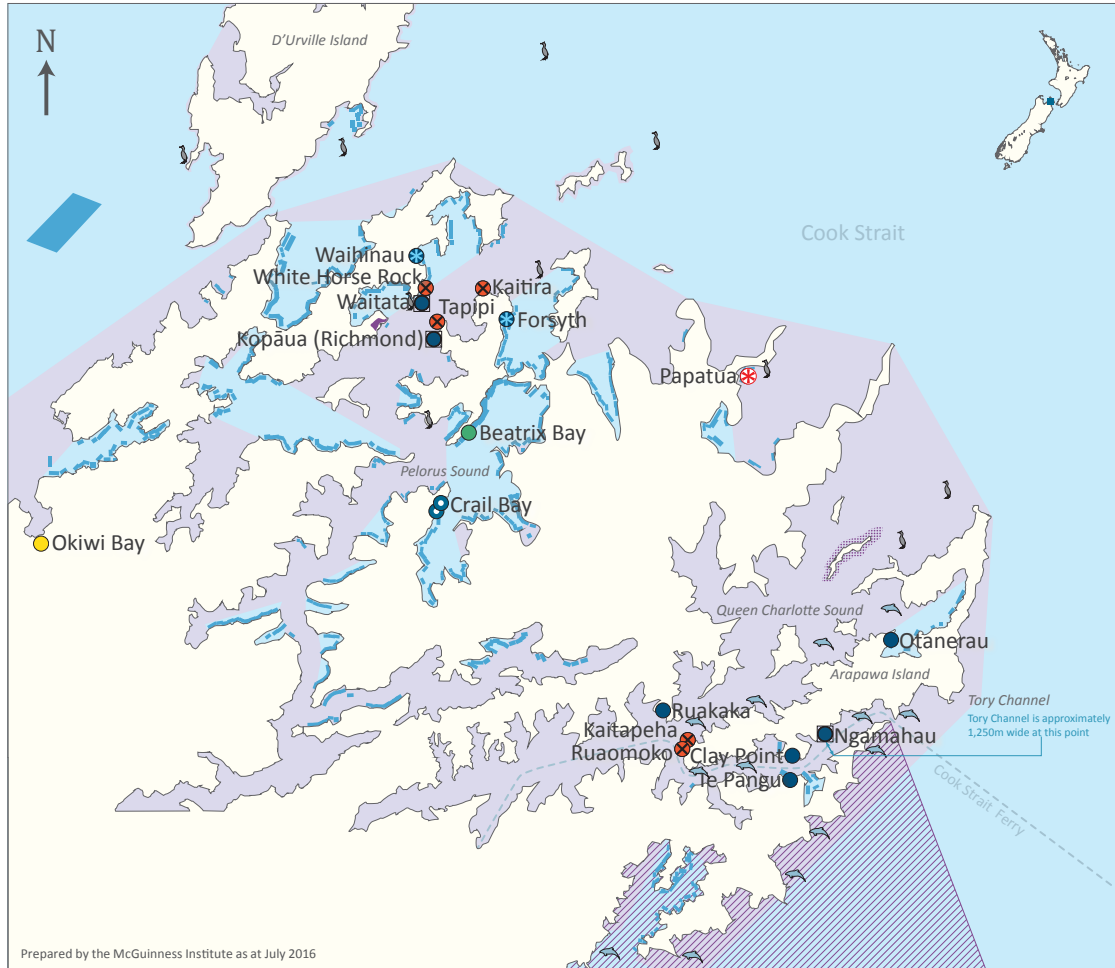 D'Urville Island
N
Cook Strait
Waihinau
White Horse Rock
Kaitira
Waitata
Tapipi
Forsyth
Kopāua (Richmond)
Papatua
Beatrix Bay
Pelorus Sound
Crail Bay
Okiwi Bay
Queen Charlotte Sound
Otanerau
Arapawa Island
Tory Channel
Tory Channel is approximately
1,250m wide at this point
Ruakaka
Kaitapeha
Ngamahau
Ruaomoko
Clay Point
Te Pangu
Cook Strait Ferry
Prepared by the McGuinness Institute as at July 2016